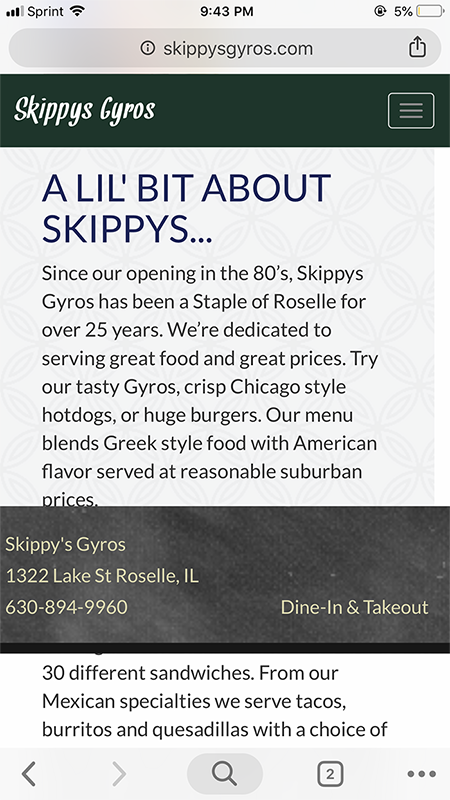 Sprint 9:43 PM 5%
skippysgyros.com
Skippys Gyros
A LIL' BIT ABOUT
SKIPPYS...
Since our opening in the 80’s, Skippys
Gyros has been a Staple of Roselle for
over 25 years. We’re dedicated to
serving great food and great prices. Try
our tasty Gyros, crisp Chicago style
hotdogs, or huge burgers. Our menu
blends Greek style food with American
flavor served at reasonable suburban
prices.
Skippy's Gyros
1322 Lake St Roselle, IL
630-894-9960 Dine-In & Takeout
30 different sandwiches. From our
Mexican specialties we serve tacos,
burritos and quesadillas with a choice of
2